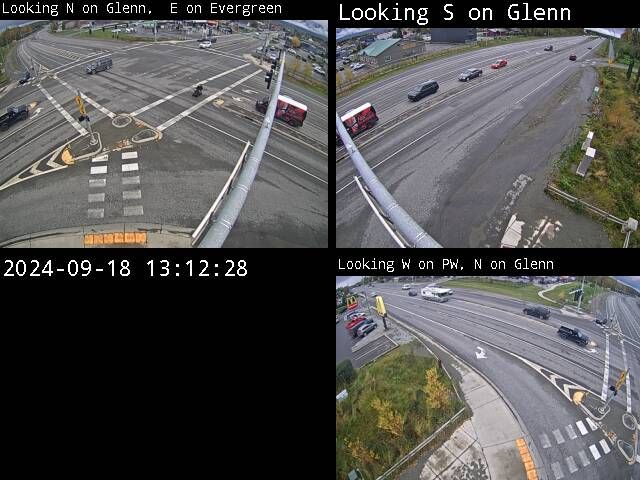 Looking N on Glenn,  E on Evergreen
Looking S on Glenn
2024-09-18 13:12:28
Looking W on PW, N on Glenn